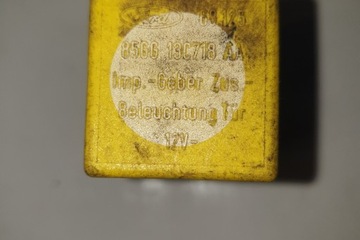 85GG 13C718 AA
Imp.-Geber Zus.
Beleuchtung für
12V-